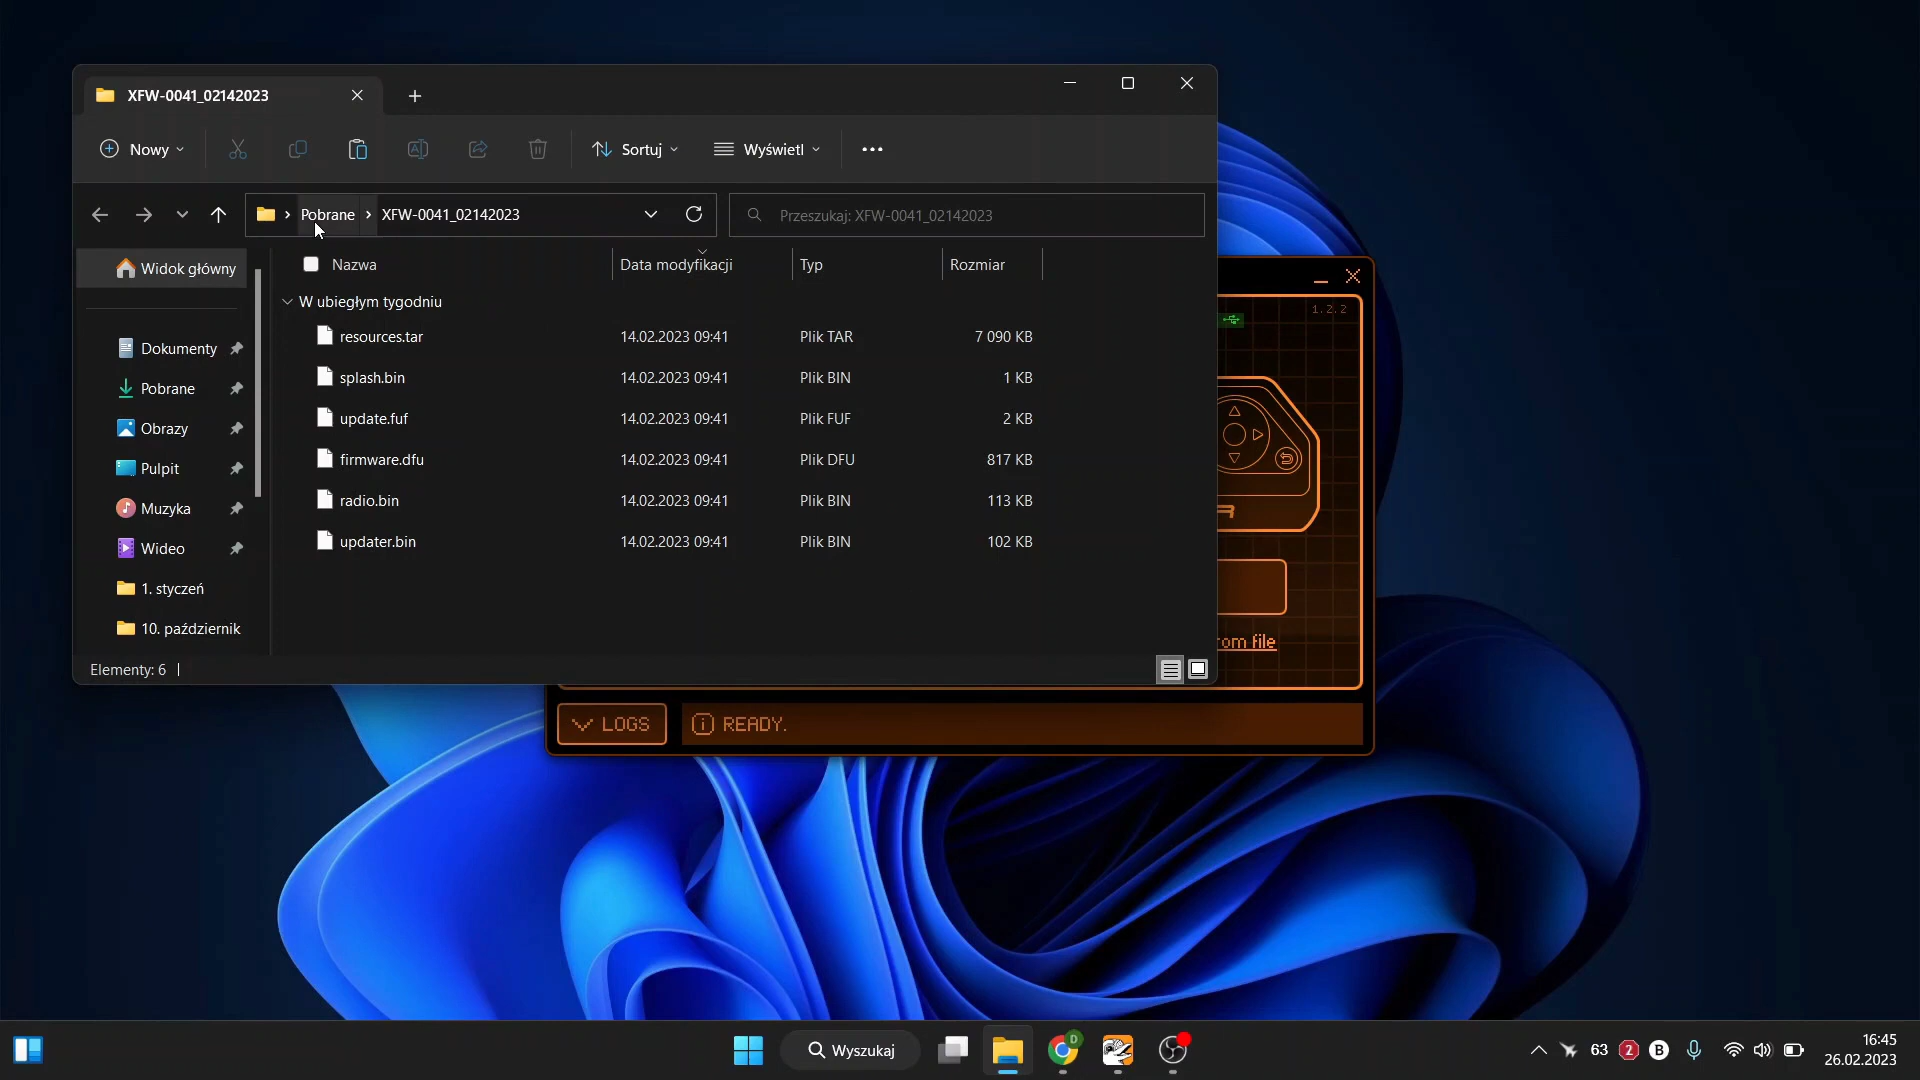 XFW-0041_02142023
Nowy
Sortuj
Wyświetl
Pobrane
XFW-0041_02142023
Przeszukaj: XFW-0041_02142023
Widok główny
Dokumenty
Pobrane
Obrazy
Pulpit
Muzyka
Wideo
1. styczeń
10. październik
Nazwa
Data modyfikacji
Typ
Rozmiar
W ubiegłym tygodniu
resources.tar 14.02.2023 09:41 Plik TAR 7 090 KB
splash.bin 14.02.2023 09:41 Plik BIN 1 KB
update.fuf 14.02.2023 09:41 Plik FUF 2 KB
firmware.dfu 14.02.2023 09:41 Plik DFU 817 KB
radio.bin 14.02.2023 09:41 Plik BIN 113 KB
updater.bin 14.02.2023 09:41 Plik BIN 102 KB
Elementy: 6
1.2.2
R
om file
LOGS
READY.
Wyszukaj
D
63
2
B
16:45
26.02.2023